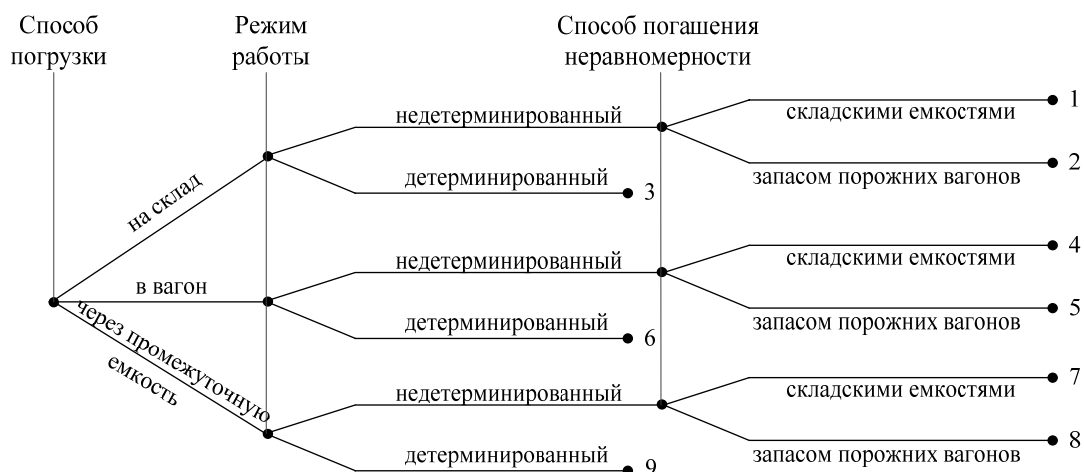 Способ
погрузки
Режим
работы
Способ погашения
неравномерности
на склад
в вагон
через промежуточную
емкость
недетерминированный
детерминированный
3
складскими емкостями
1
запасом порожних вагонов
2
недетерминированный
детерминированный
6
складскими емкостями
4
запасом порожних вагонов
5
недетерминированный
детерминированный
9
складскими емкостями
7
запасом порожних вагонов
8